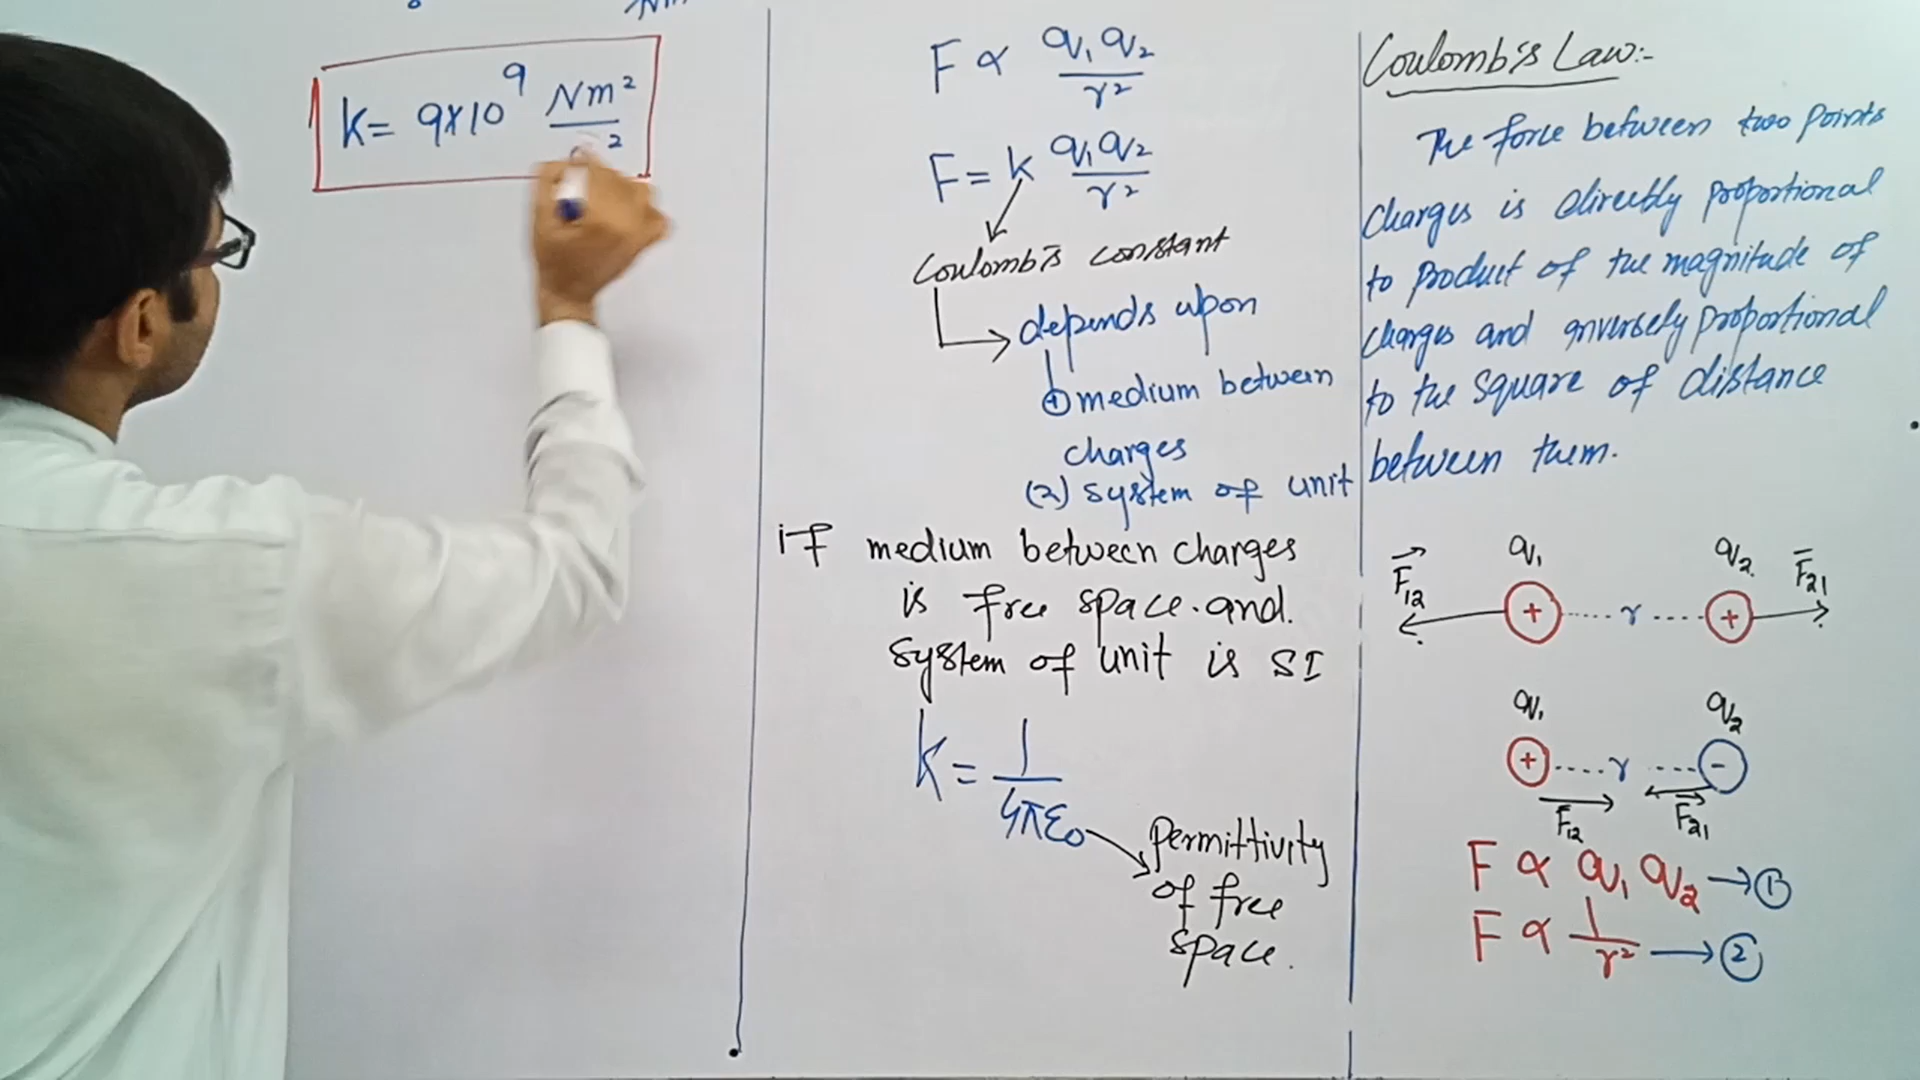 K = 9×10⁹ Nm²
²
F ∝ q₁q₂
r²
F = k q₁q₂
r²
Coulomb's constant
depends upon
① medium between
charges
(2) system of unit
if medium between charges
is free space. and
system of unit is SI
K = 1
4πε₀
permittivity
of free
space.
Coulomb's Law:-
The force between two points
charges is directly proportional
to product of the magnitude of
charges and inversely proportional
to the square of distance
between them.
q₁ q₂
F₁₂ + r + F₂₁
q₁ q₂
+ r -
F₁₂ F₂₁
F ∝ q₁ q₂ → ①
F ∝ 1
r² → ②